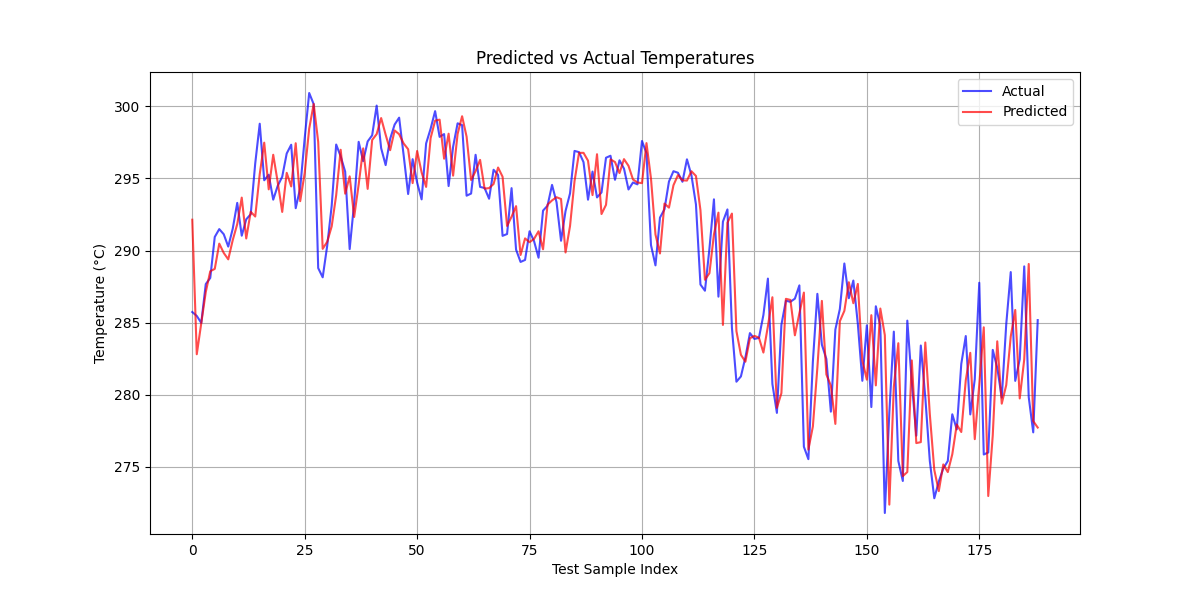 Predicted vs Actual Temperatures
Actual
Predicted
Temperature (°C)
300
295
290
285
280
275
0 25 50 75 100 125 150 175
Test Sample Index